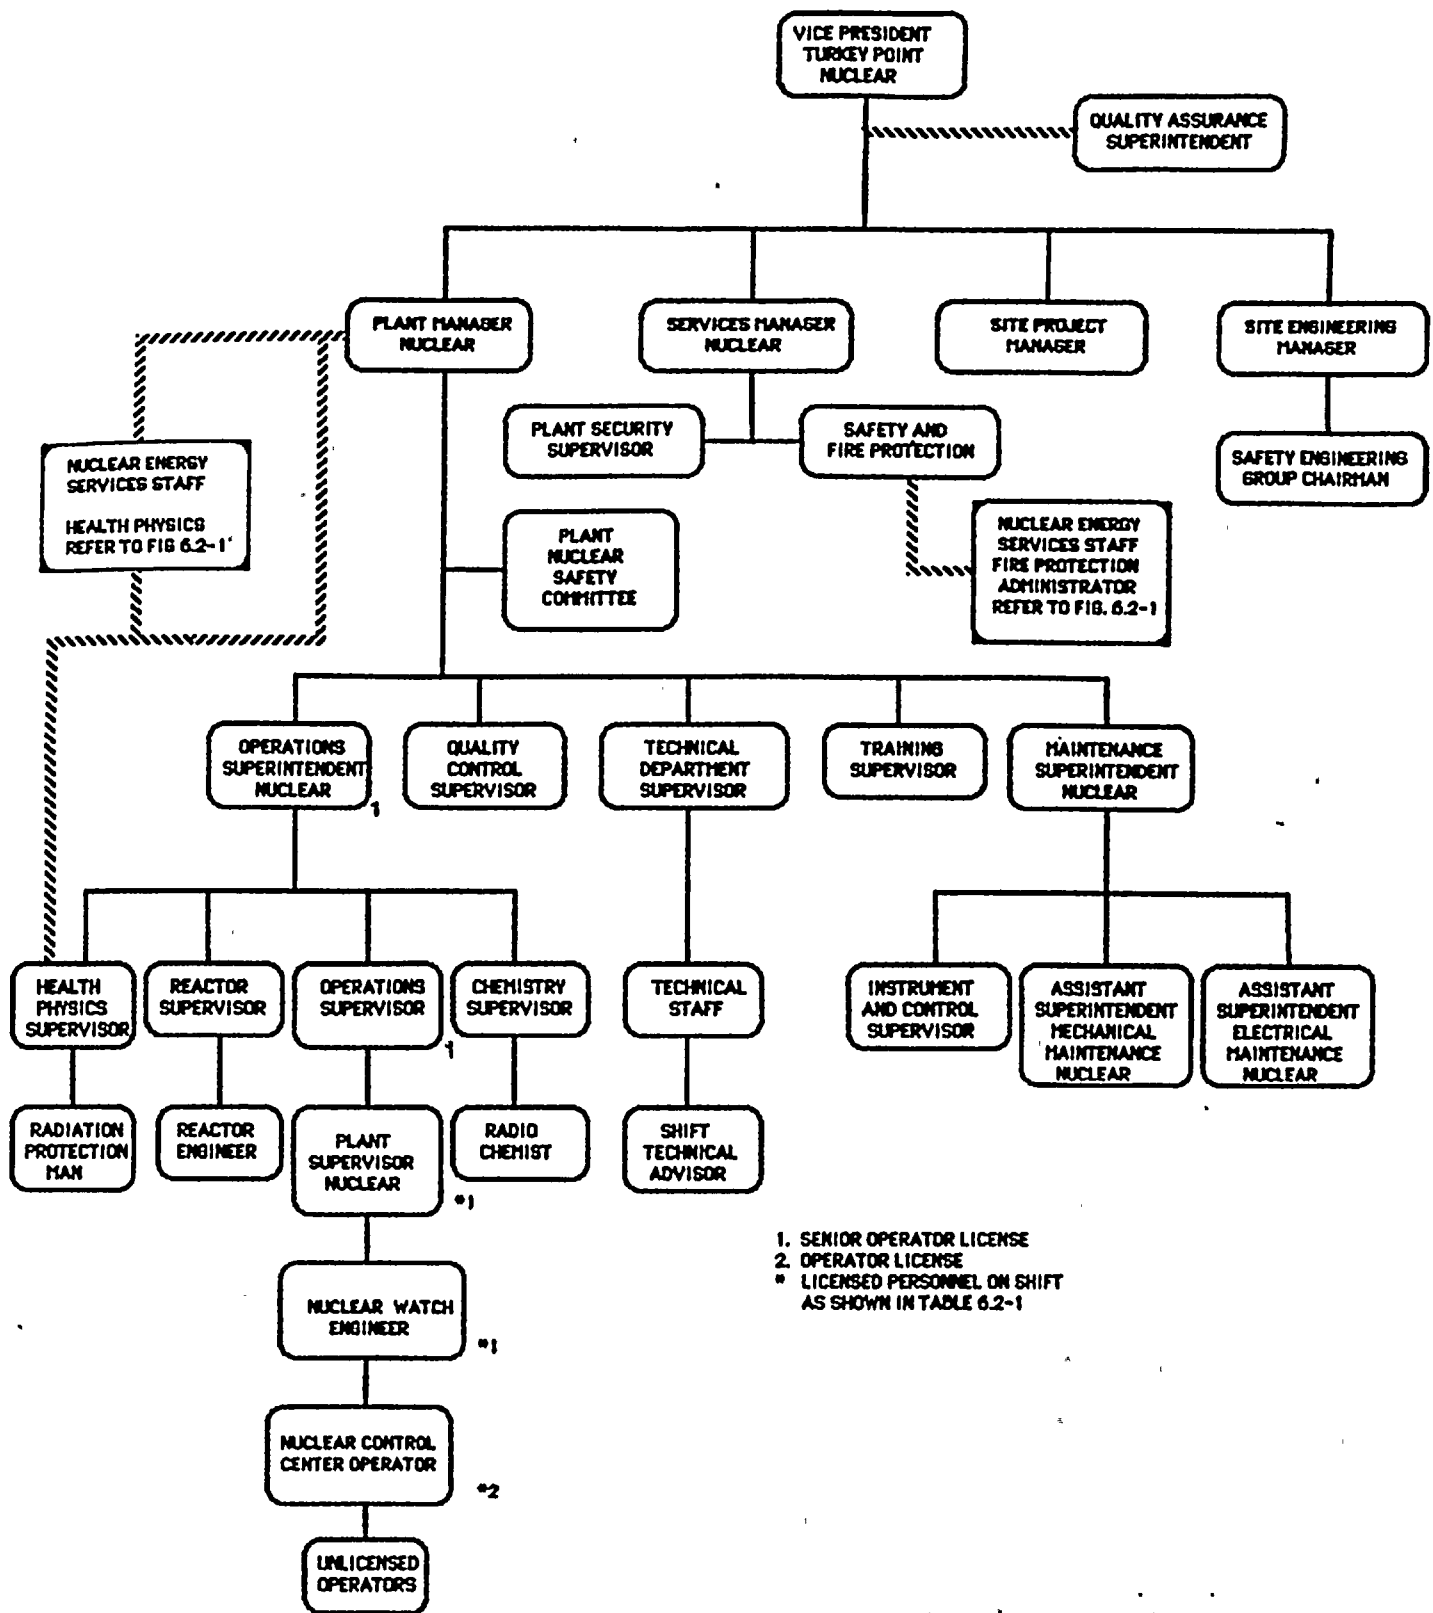 VICE PRESIDENT
TURKEY POINT
NUCLEAR
QUALITY ASSURANCE
SUPERINTENDENT
PLANT MANAGER
NUCLEAR
SERVICES MANAGER
NUCLEAR
SITE PROJECT
MANAGER
SITE ENGINEERING
MANAGER
PLANT SECURITY
SUPERVISOR
SAFETY AND
FIRE PROTECTION
SAFETY ENGINEERING
GROUP CHAIRMAN
NUCLEAR ENERGY
SERVICES STAFF
HEALTH PHYSICS
REFER TO FIG 6.2-1
PLANT
NUCLEAR
SAFETY
COMMITTEE
NUCLEAR ENERGY
SERVICES STAFF
FIRE PROTECTION
ADMINISTRATOR
REFER TO FIG. 6.2-1
OPERATIONS
SUPERINTENDENT
NUCLEAR
1
QUALITY
CONTROL
SUPERVISOR
TECHNICAL
DEPARTMENT
SUPERVISOR
TRAINING
SUPERVISOR
MAINTENANCE
SUPERINTENDENT
NUCLEAR
HEALTH
PHYSICS
SUPERVISOR
REACTOR
SUPERVISOR
OPERATIONS
SUPERVISOR
1
CHEMISTRY
SUPERVISOR
TECHNICAL
STAFF
INSTRUMENT
AND CONTROL
SUPERVISOR
ASSISTANT
SUPERINTENDENT
MECHANICAL
MAINTENANCE
NUCLEAR
ASSISTANT
SUPERINTENDENT
ELECTRICAL
MAINTENANCE
NUCLEAR
RADIATION
PROTECTION
MAN
REACTOR
ENGINEER
PLANT
SUPERVISOR
NUCLEAR
*1
RADIO
CHEMIST
SHIFT
TECHNICAL
ADVISOR
1. SENIOR OPERATOR LICENSE
2. OPERATOR LICENSE
* LICENSED PERSONNEL ON SHIFT
AS SHOWN IN TABLE 6.2-1
NUCLEAR WATCH
ENGINEER
*1
NUCLEAR CONTROL
CENTER OPERATOR
*2
UNLICENSED
OPERATORS